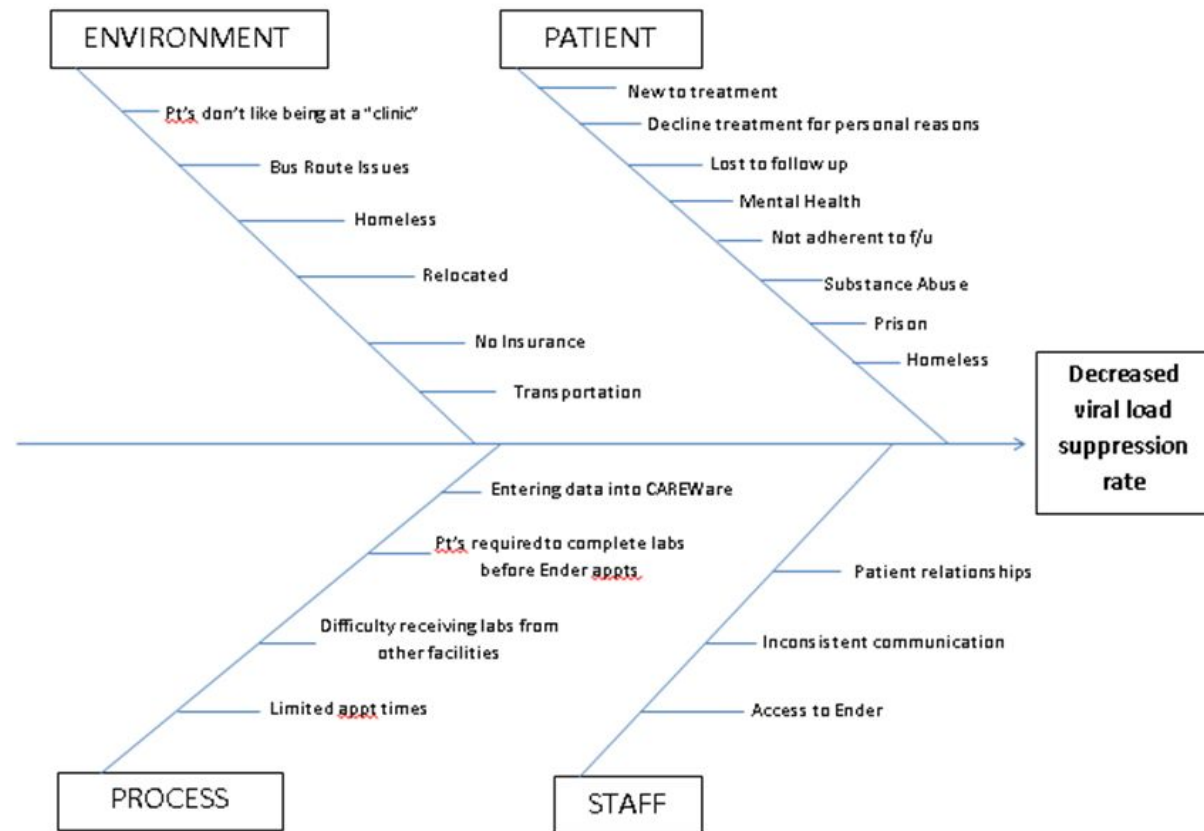 ENVIRONMENT
Pt's don't like being at a "clinic"
Bus Route Issues
Homeless
Relocated
No Insurance
Transportation
PATIENT
New to treatment
Decline treatment for personal reasons
Lost to follow up
Mental Health
Not adherent to f/u
Substance Abuse
Prison
Homeless
Decreased
viral load
suppression
rate
Entering data into CAREWare
Pt's required to complete labs
before Ender appts
Difficulty receiving labs from
other facilities
Limited appt times
PROCESS
Patient relationships
Inconsistent communication
Access to Ender
STAFF